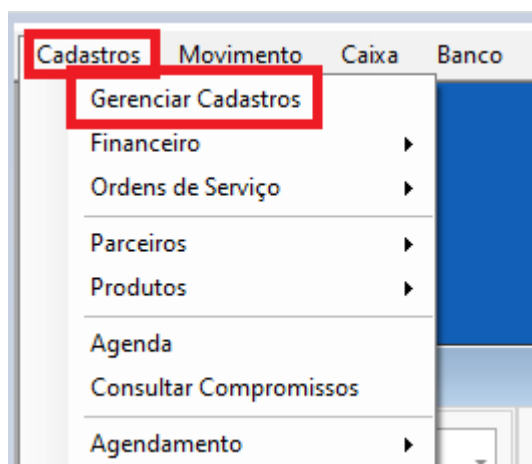 Cadastros Movimento Caixa Banco
Gerenciar Cadastros
Financeiro
Ordens de Serviço
Parceiros
Produtos
Agenda
Consultar Compromissos
Agendamento